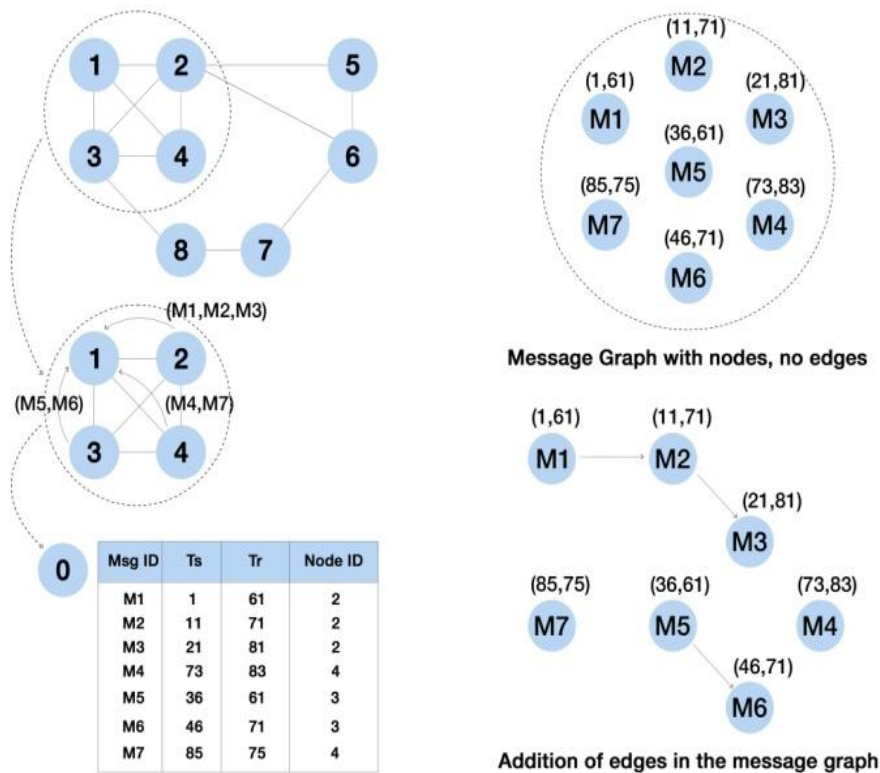 1
2
5
3
4
6
8
7
(M1,M2,M3)
1
2
(M5,M6)
(M4,M7)
3
4
0
Msg ID Ts Tr Node ID
M1 1 61 2
M2 11 71 2
M3 21 81 2
M4 73 83 4
M5 36 61 3
M6 46 71 3
M7 85 75 4
(11,71)
M2
(1,61)
M1
(21,81)
M3
(36,61)
M5
(85,75)
M7
(73,83)
M4
(46,71)
M6
Message Graph with nodes, no edges
(1,61)
M1
(11,71)
M2
(21,81)
M3
(85,75)
M7
(36,61)
M5
(73,83)
M4
(46,71)
M6
Addition of edges in the message graph